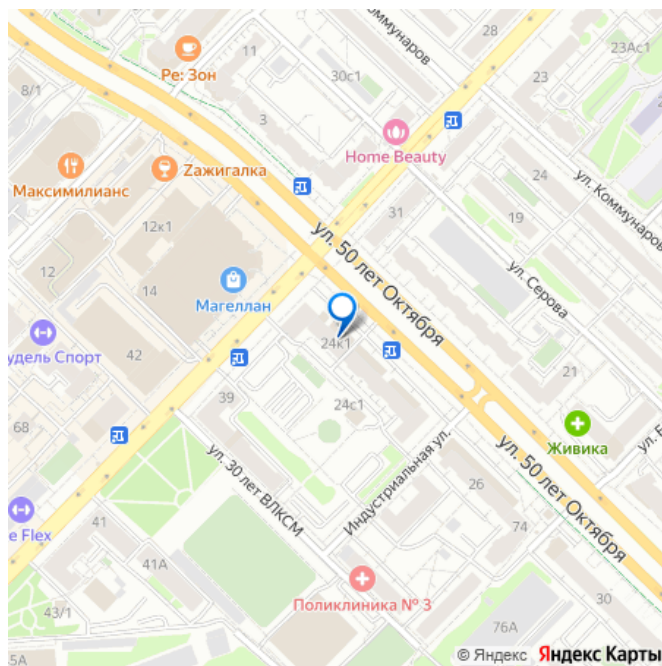 ул. Коммунаров
28
23Ас1
11
Ре: Зон
30с1
23
8/1
3
Home Beauty
24
Zажигалка
Максимилианс
ул. Коммунаров
31
19
12к1
ул. 50 лет Октября
ул. Серова
12
14
Магеллан
удель Спорт
42
24к1
21
39
24с1
68
Живика
ул. 50 лет Октября
ул. 30 лет ВЛКСМ
Индустриальная ул.
26
e Flex
41
74
41А
Поликлиника № 3
43/1
30
76А
5А
© Яндекс Яндекс Карты